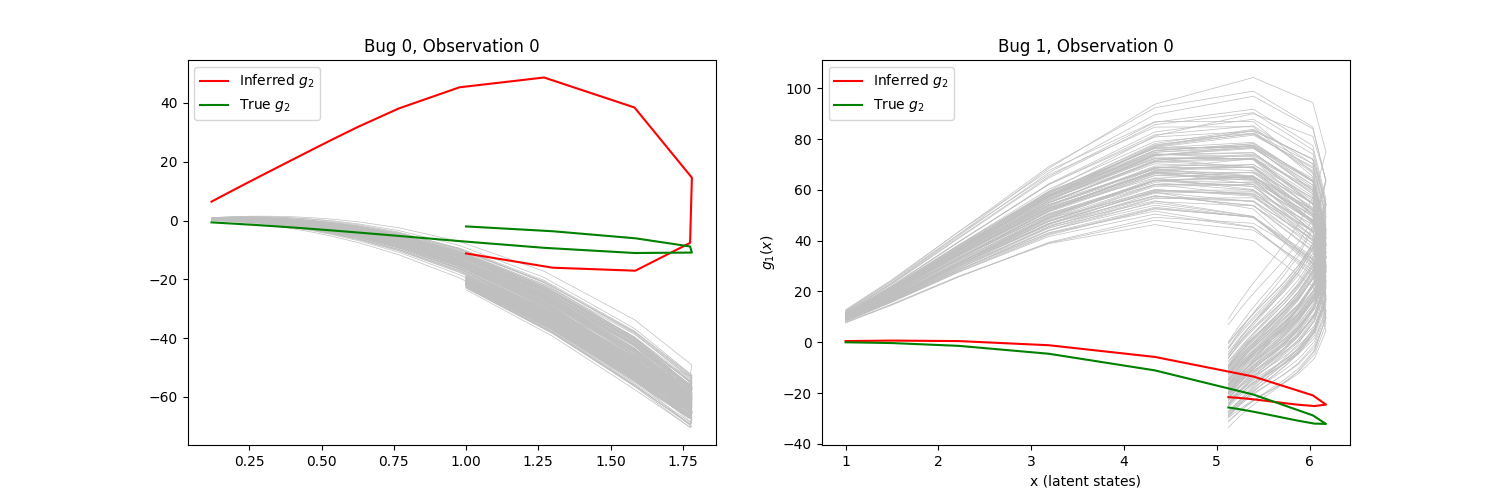 Bug 0, Observation 0
Inferred g₂
True g₂
40
20
0
−20
−40
−60
0.25 0.50 0.75 1.00 1.25 1.50 1.75
Bug 1, Observation 0
Inferred g₂
True g₂
g₁(x)
100
80
60
40
20
0
−20
−40
1 2 3 4 5 6
x (latent states)